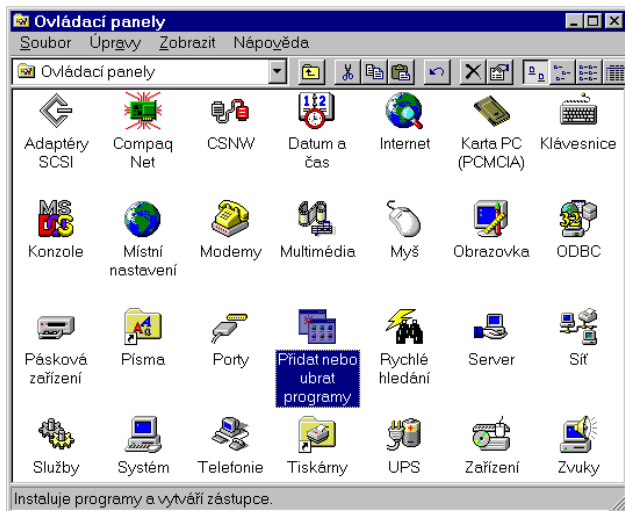 Ovládací panely
Soubor Úpravy Zobrazit Nápověda
Ovládací panely
Adaptéry SCSI
Compaq Net
CSNW
Datum a čas
Internet
Karta PC (PCMCIA)
Klávesnice
Konzole
Místní nastavení
Modemy
Multimédia
Myš
Obrazovka
ODBC
Pásková zařízení
Písma
Porty
Přidat nebo ubrat programy
Rychlé hledání
Server
Síť
Služby
Systém
Telefonie
Tiskárny
UPS
Zařízení
Zvuky
Instaluje programy a vytváří zástupce.